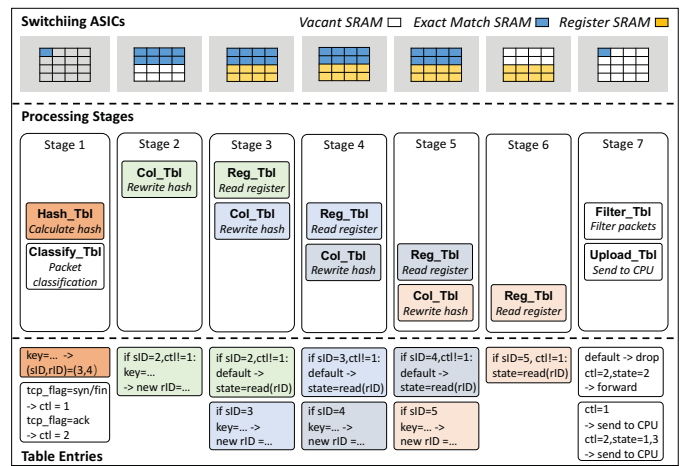 Switchiing ASICs
Vacant SRAM
Exact Match SRAM
Register SRAM
Processing Stages
Stage 1
Stage 2
Stage 3
Stage 4
Stage 5
Stage 6
Stage 7
Hash_Tbl
Calculate hash
Classify_Tbl
Packet
classification
Col_Tbl
Rewrite hash
Reg_Tbl
Read register
Col_Tbl
Rewrite hash
Reg_Tbl
Read register
Col_Tbl
Rewrite hash
Reg_Tbl
Read register
Col_Tbl
Rewrite hash
Reg_Tbl
Read register
Filter_Tbl
Filter packets
Upload_Tbl
Send to CPU
key=... ->
(sID,rID)=(3,4)
tcp_flag=syn/fin
-> ctl = 1
tcp_flag=ack
-> ctl = 2
if sID=2,ctl!=1:
key=...
-> new rID=...
if sID=2,ctl!=1:
default ->
state=read(rID)
if sID=3
key=... ->
new rID =...
if sID=3,ctl!=1:
default ->
state=read(rID)
if sID=4
key=... ->
new rID =...
if sID=4,ctl!=1:
default ->
state=read(rID)
if sID=5
key=... ->
new rID =...
if sID=5, ctl!=1:
state=read(rID)
default -> drop
ctl=2,state=2
-> forward
ctl=1
-> send to CPU
ctl=2,state=1,3
-> send to CPU
Table Entries